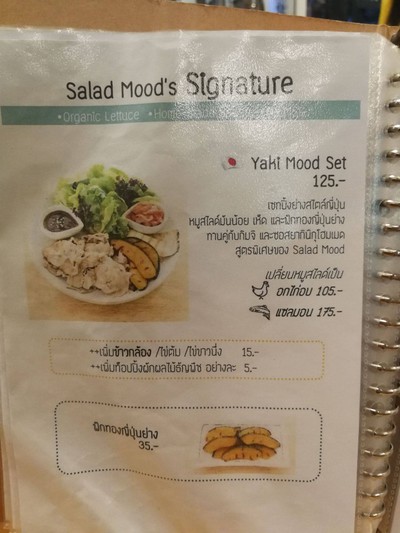 Salad Mood's Signature
•Organic Lettuce •Home
Yaki Mood Set
125.-
เซทปิ้งย่างสไตล์ญี่ปุ่น
หมูสไลด์มันน้อย เห็ด และฟักทองญี่ปุ่นย่าง
ทานคู่กับกิมจิ และซอสยากินิกุโฮมเมด
สูตรพิเศษของ Salad Mood
เปลี่ยนหมูสไลด์เป็น
อกไก่อบ 105.-
แซลมอน 175.-
++เพิ่มข้าวกล้อง /ไข่ต้ม /ไข่ขาวนึ่ง 15.-
++เพิ่มท็อปปิ้งผักผลไม้ธัญพืช อย่างละ 5.-
ฟักทองญี่ปุ่นย่าง
35.-